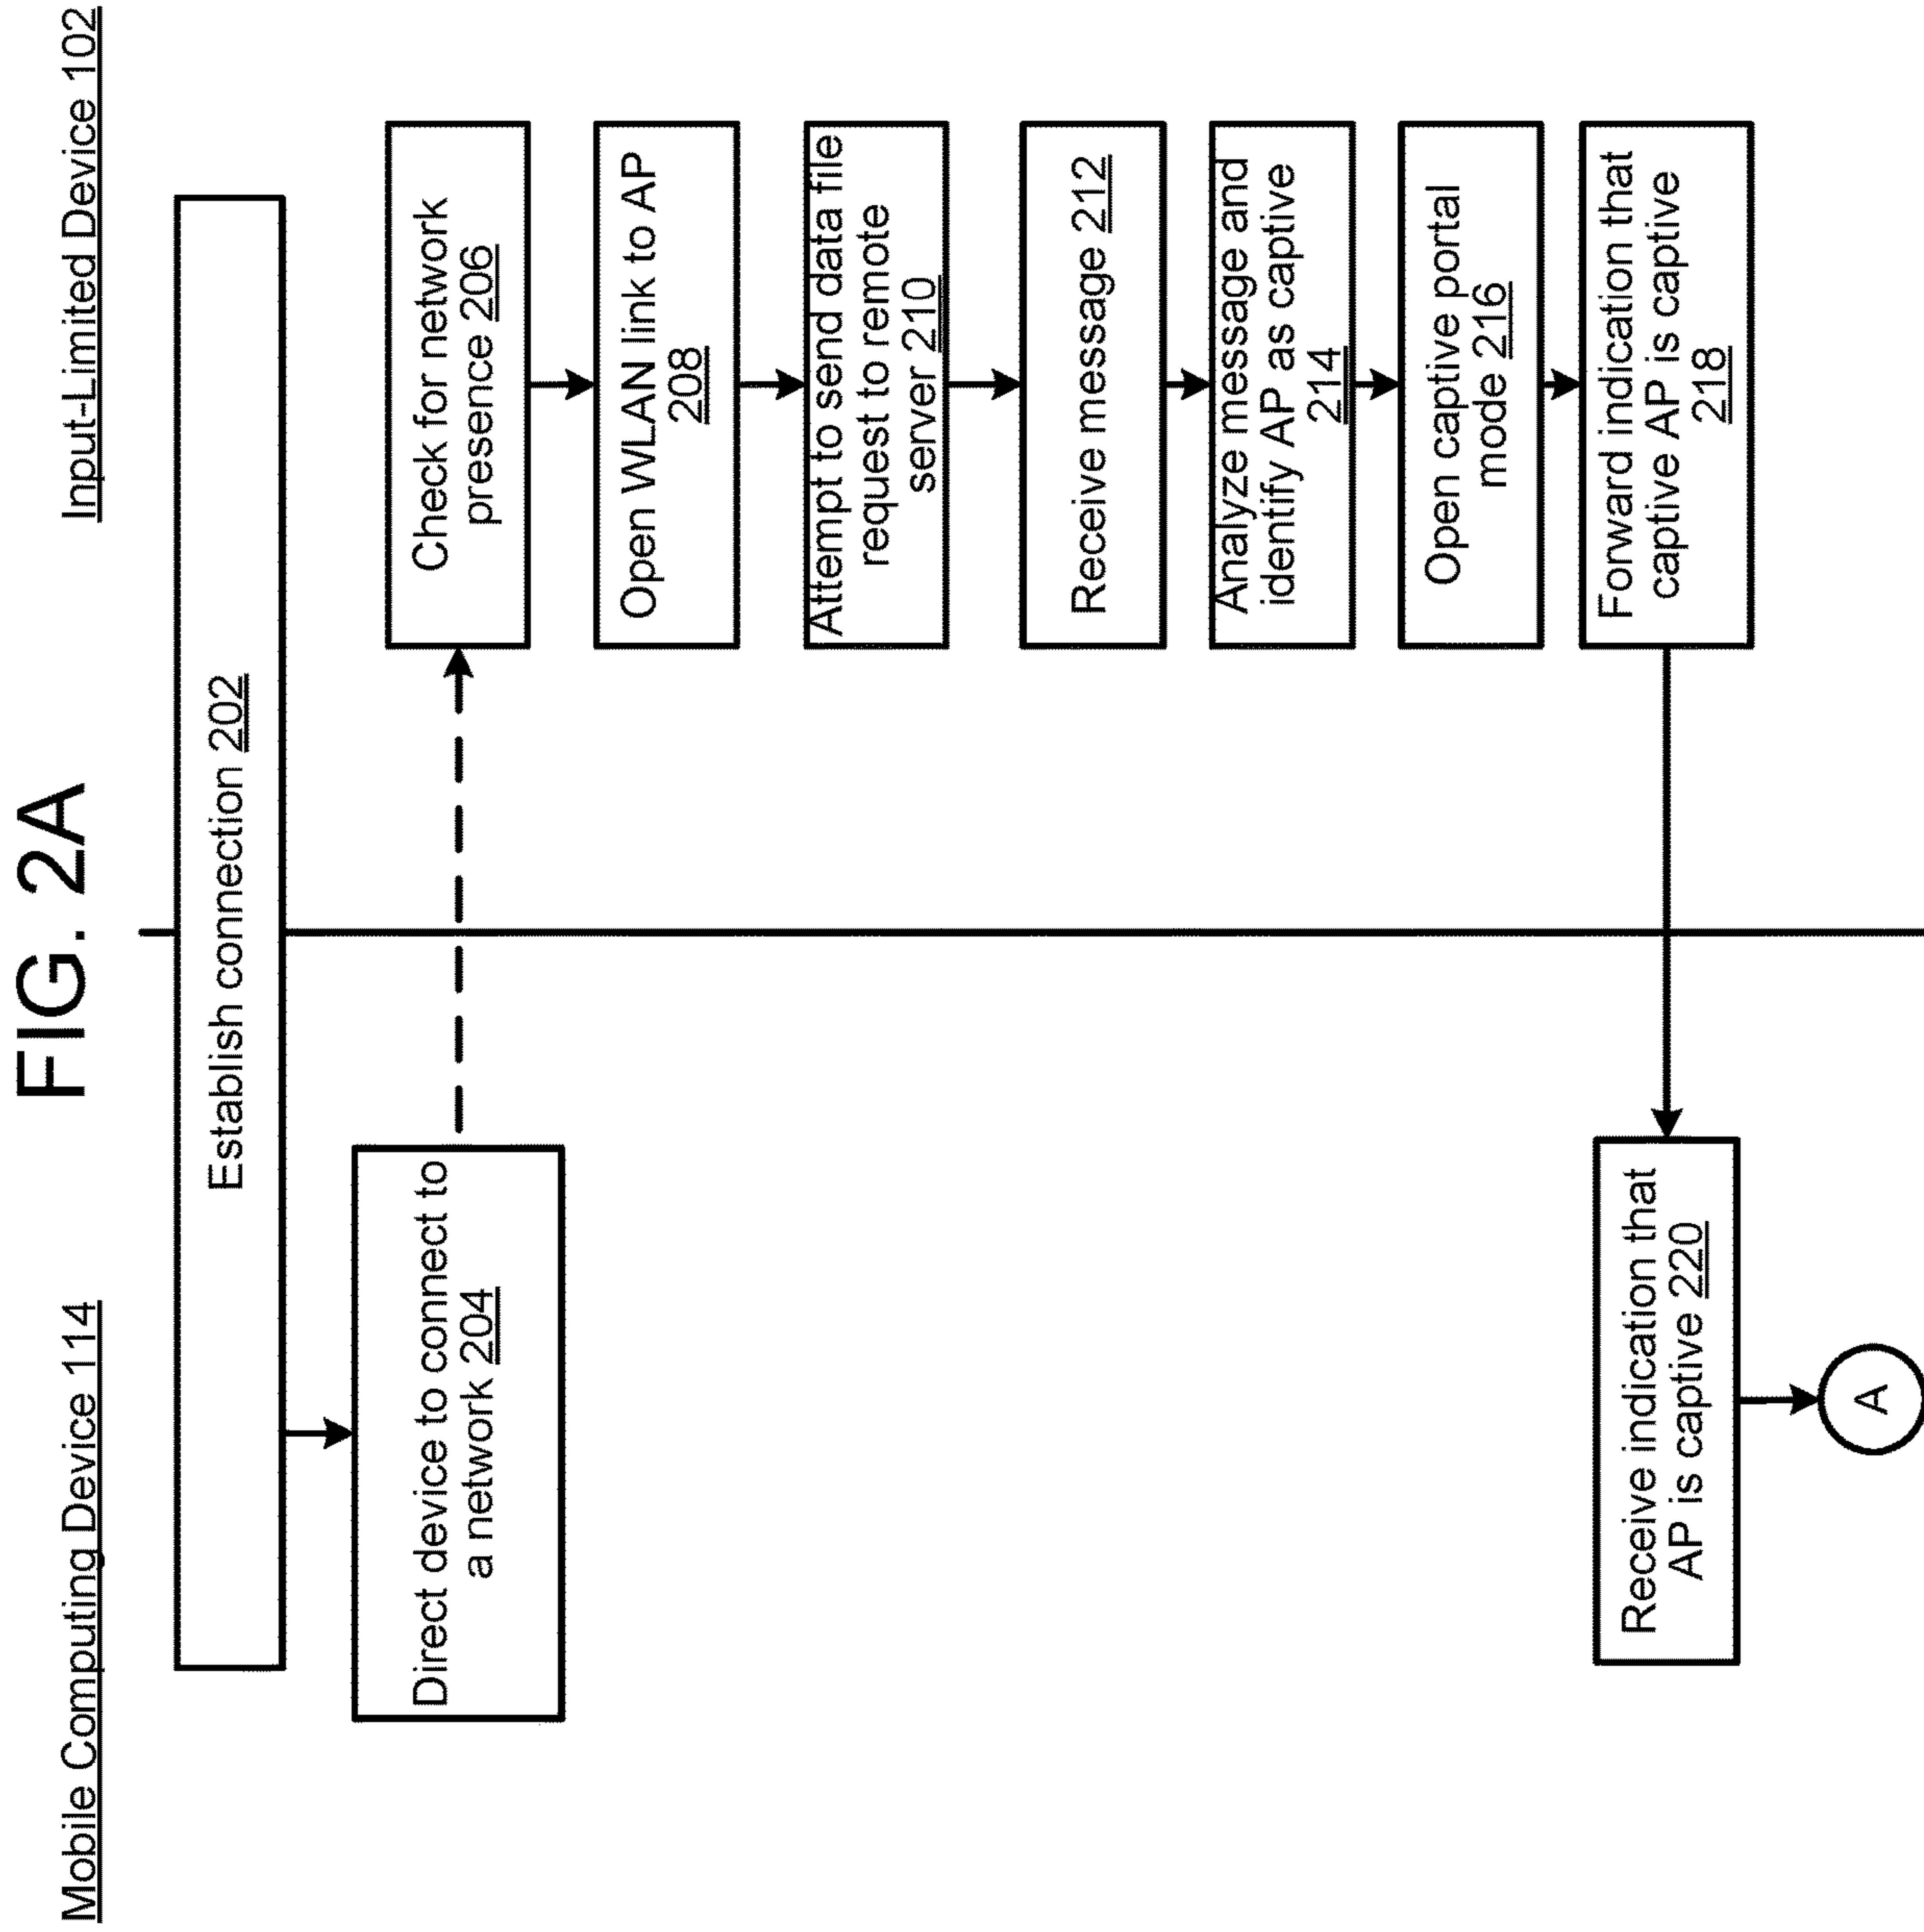 FIG. 2A
Mobile Computing Device 114
Input-Limited Device 102
Establish connection 202
Direct device to connect to
a network 204
Check for network
presence 206
Open WLAN link to AP
208
Attempt to send data file
request to remote
server 210
Receive message 212
Analyze message and
identify AP as captive
214
Open captive portal
mode 216
Forward indication that
captive AP is captive
218
Receive indication that
AP is captive 220
A